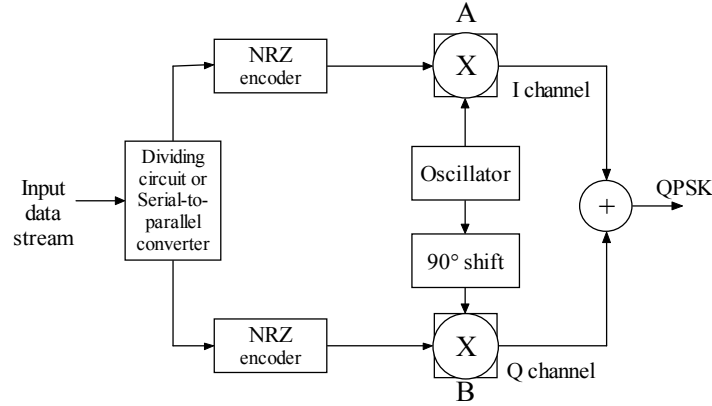 A
NRZ
encoder
X
I channel
Dividing
circuit or
Serial-to-
parallel
converter
Input
data
stream
Oscillator
QPSK
+
90° shift
NRZ
encoder
X
Q channel
B